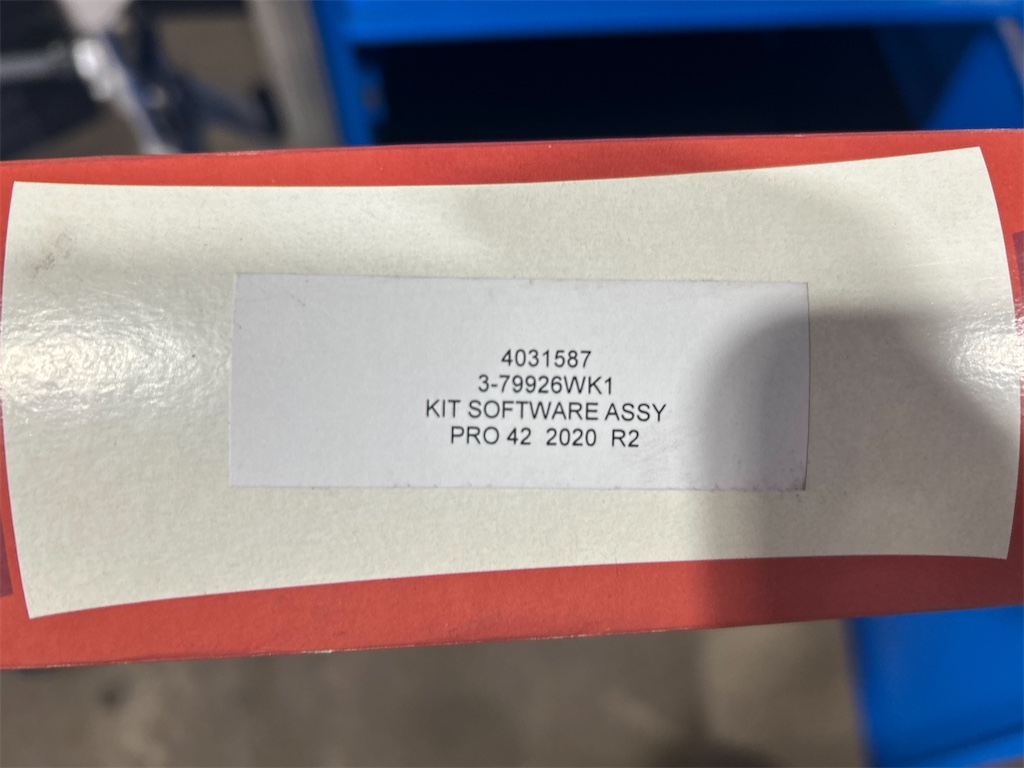 4031587
3-79926WK1
KIT SOFTWARE ASSY
PRO 42 2020 R2